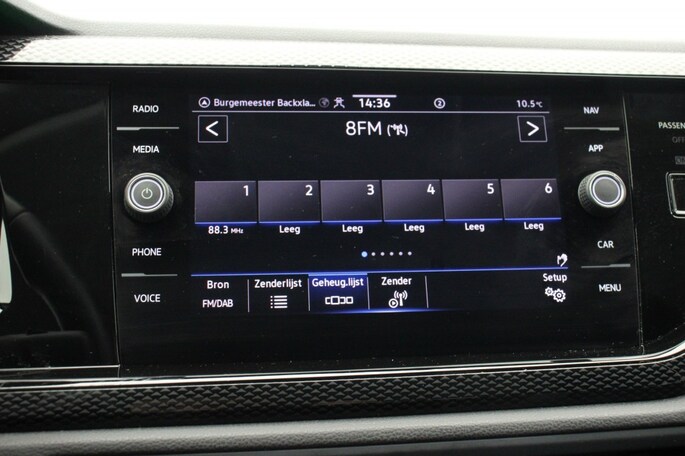 RADIO
MEDIA
PHONE
VOICE
Burgemeester Backxla... 14:36 2 10.5°C
< 8FM >
1 2 3 4 5 6
88.3 MHz Leeg Leeg Leeg Leeg Leeg
Bron Zenderlijst Geheug.lijst Zender Setup
FM/DAB
NAV
APP
CAR
MENU
PASSEN
OFF